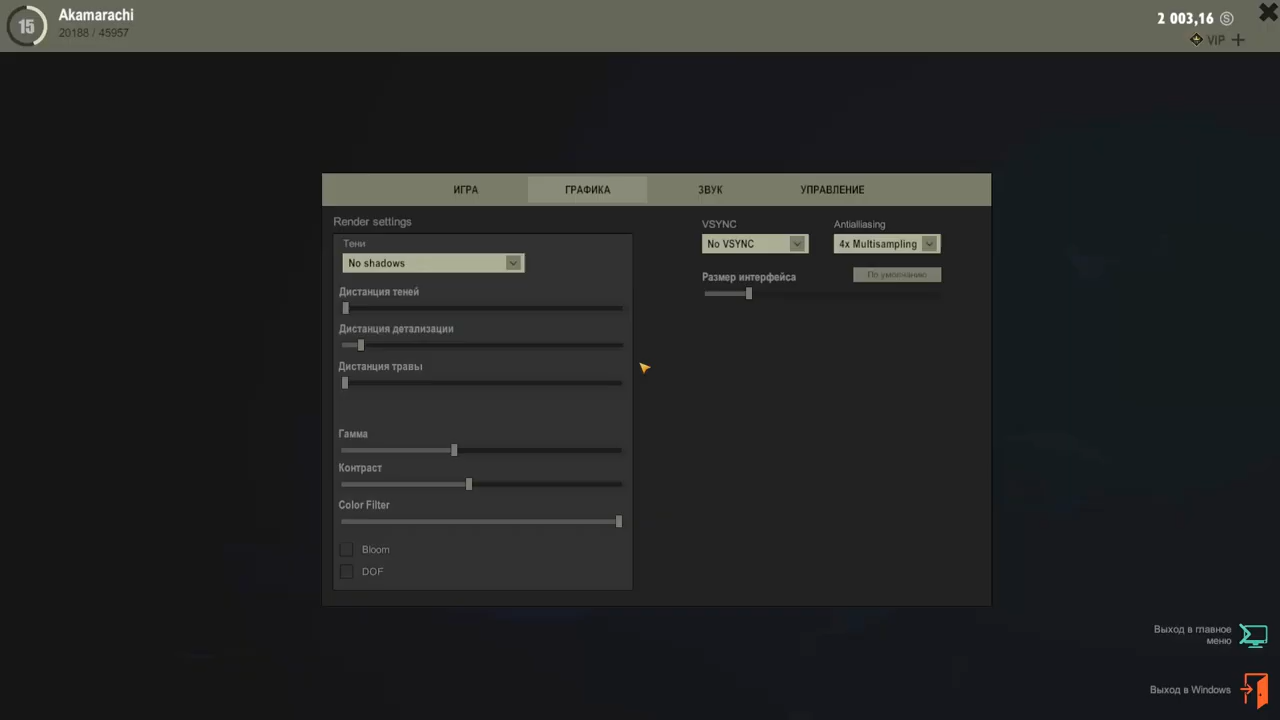 15
Akamarachi
20188 / 45957
2 003,16
VIP
ИГРА
ГРАФИКА
ЗВУК
УПРАВЛЕНИЕ
Render settings
Тени
No shadows
Дистанция теней
Дистанция детализации
Дистанция травы
Гамма
Контраст
Color Filter
Bloom
DOF
VSYNC
No VSYNC
Antialliasing
4x Multisampling
Размер интерфейса
По умолчанию
Выход в главное
меню
Выход в Windows